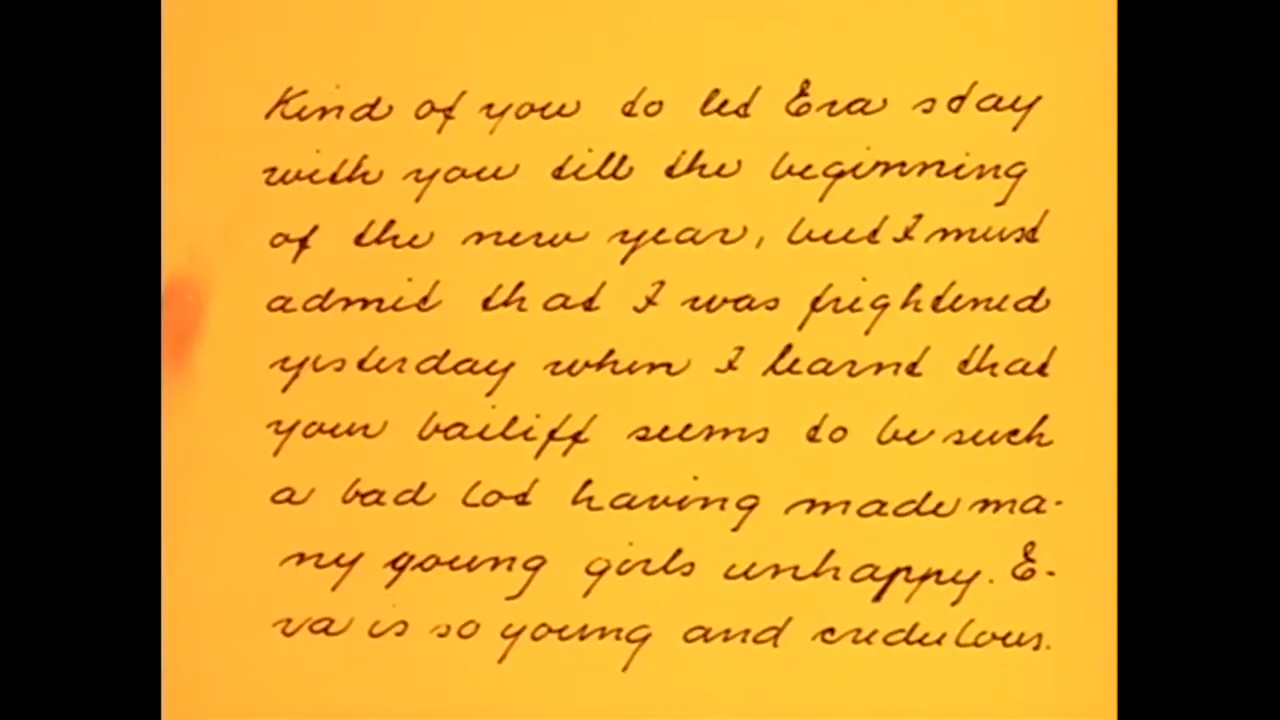 Kind of you to let Eva stay
with you till the beginning
of the new year, but I must
admit that I was frightened
yesterday when I learnt that
your bailiff seems to be such
a bad lot having made ma-
ny young girls unhappy. E-
va is so young and credulous.